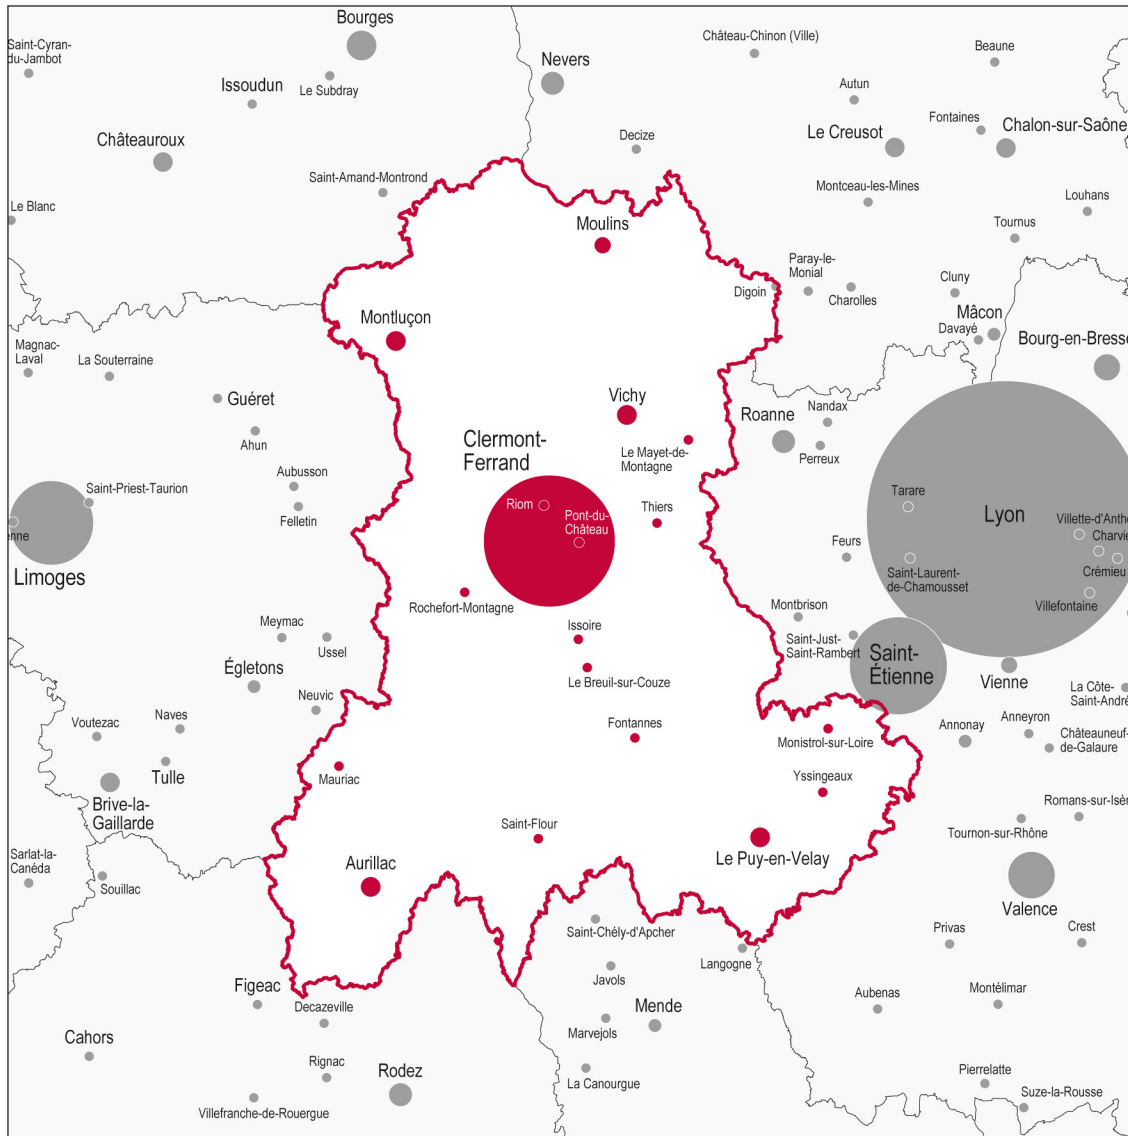 Bourges
Château-Chinon (Ville)
Beaune
Saint-Cyran-
du-Jambot
Nevers
Issoudun
Le Subdray
Autun
Fontaines
Le Creusot
Chalon-sur-Saône
Decize
Châteauroux
Saint-Amand-Montrond
Montceau-les-Mines
Louhans
Le Blanc
Tournus
Moulins
Paray-le-
Monial
Cluny
Digoin
Charolles
Mâcon
Davayé
Montluçon
Bourg-en-Bresse
Magnac-
Laval
La Souterraine
Guéret
Vichy
Roanne
Nandax
Ahun
Clermont-
Ferrand
Le Mayet-de-
Montagne
Perreux
Aubusson
Saint-Priest-Taurion
Tarare
Riom
Thiers
Felletin
Pont-du-
Château
Lyon
Villette-d'Antho
Charvie
enne
Feurs
Saint-Laurent-
de-Chamousset
Crémieu
Limoges
Rochefort-Montagne
Villefontaine
Montbrison
Meymac
Issoire
Ussel
Saint-Just-
Saint-Rambert
Saint-
Étienne
Égletons
Le Breuil-sur-Couze
Vienne
Neuvic
La Côte-
Saint-André
Voutezac
Naves
Fontannes
Annonay
Anneyron
Monistrol-sur-Loire
Châteauneuf-
de-Galaure
Tulle
Mauriac
Yssingeaux
Brive-la-
Gaillarde
Romans-sur-Isèr
Saint-Flour
Tournon-sur-Rhône
Sarlat-la-
Canéda
Aurillac
Le Puy-en-Velay
Souillac
Valence
Saint-Chély-d'Apcher
Privas
Crest
Langogne
Javols
Figeac
Aubenas
Montélimar
Decazeville
Mende
Marvejols
Cahors
Rignac
Rodez
La Canourgue
Pierrelatte
Villefranche-de-Rouergue
Suze-la-Rousse